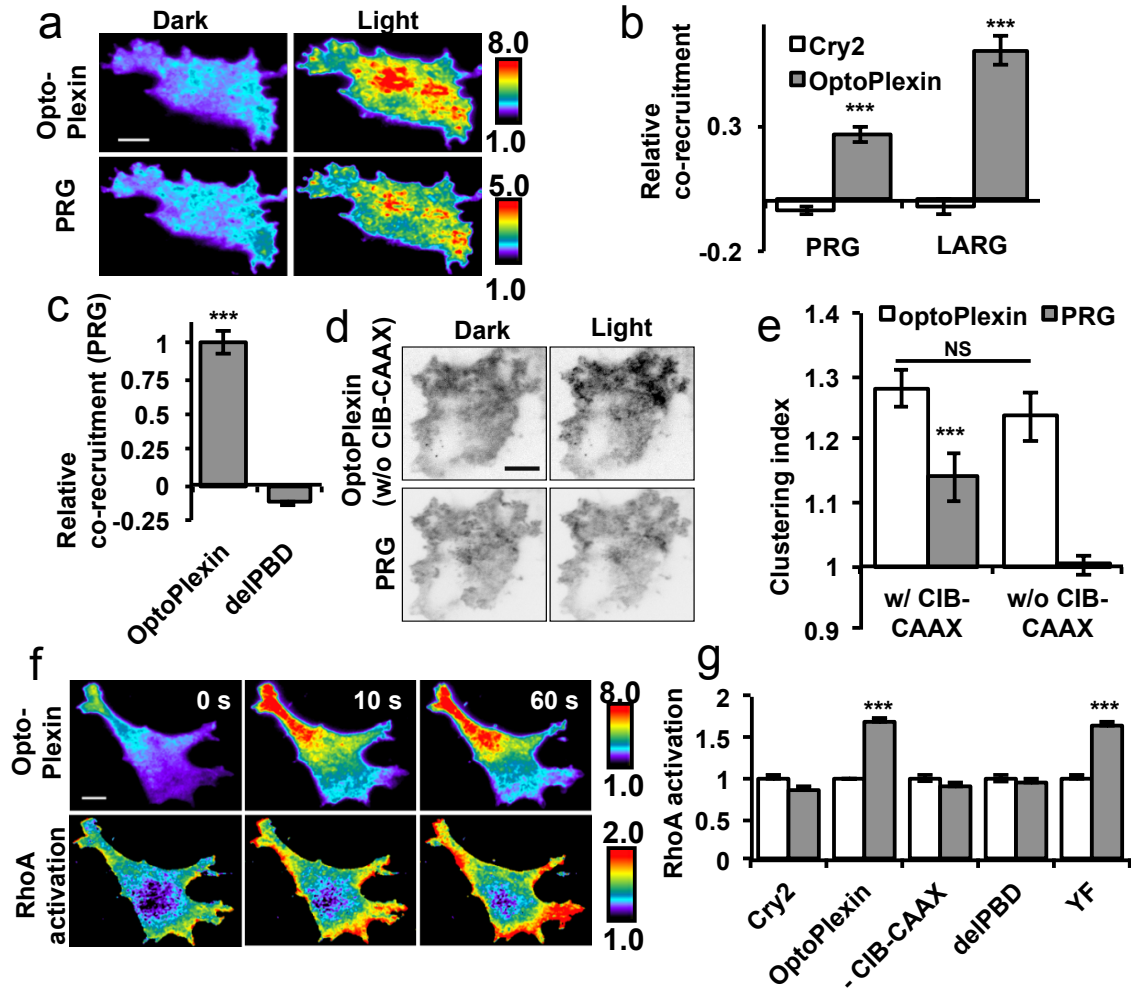 a
Dark
Light
Opto-
Plexin
PRG
8.0
1.0
5.0
1.0
b
Relative
co-recruitment
Cry2
OptoPlexin
***
***
0.3
-0.2
PRG
LARG
c
Relative
co-recruitment (PRG)
***
1
0.75
0.5
0.25
0
-0.25
OptoPlexin
delPBD
d
Dark
Light
OptoPlexin
(w/o CIB-CAAX)
PRG
e
Clustering index
optoPlexin
PRG
NS
***
1.4
1.3
1.2
1.1
1
0.9
w/ CIB-
CAAX
w/o CIB-
CAAX
f
0 s
10 s
60 s
Opto-
Plexin
RhoA
activation
8.0
1.0
2.0
1.0
g
RhoA activation
2
1.5
1
0.5
0
***
***
Cry2
OptoPlexin
- CIB-CAAX
delPBD
YF